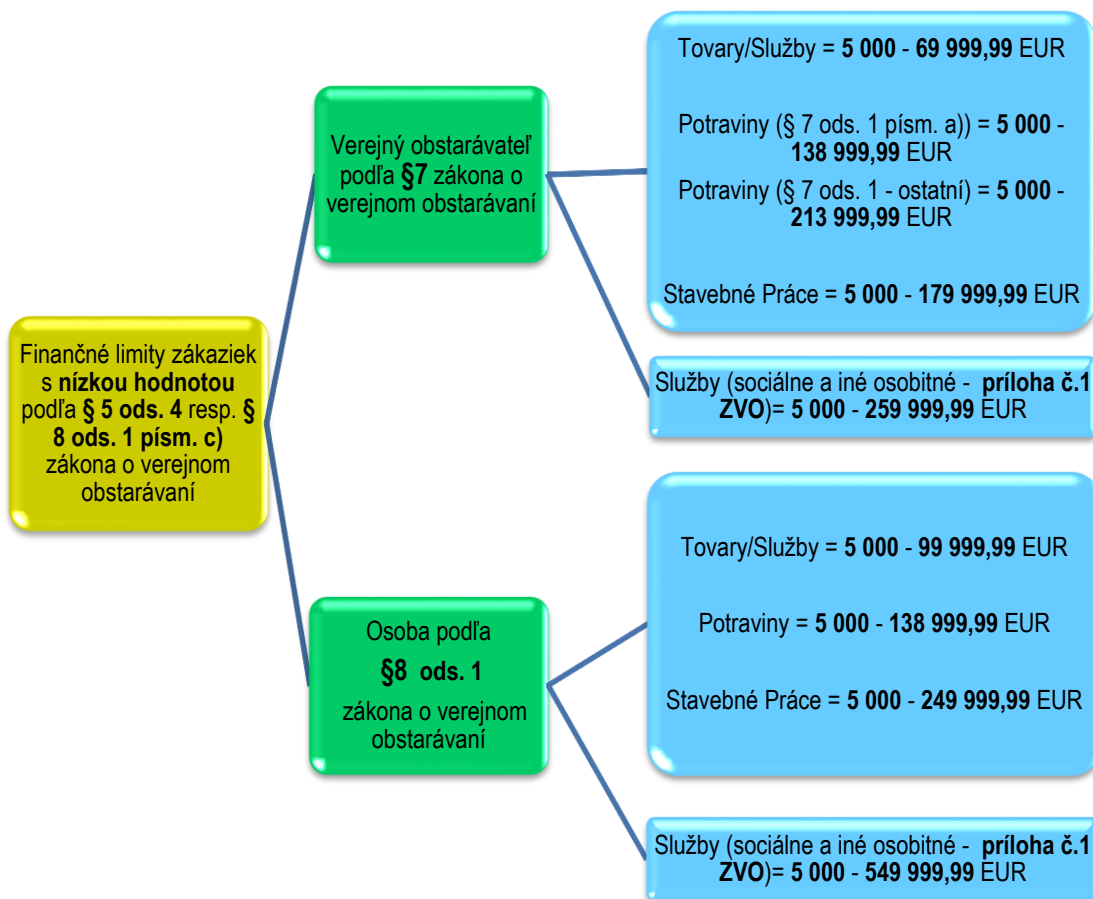 Finančné limity zákaziek
s nízkou hodnotou
podľa § 5 ods. 4 resp. §
8 ods. 1 písm. c)
zákona o verejnom
obstarávaní
Verejný obstarávateľ
podľa §7 zákona o
verejnom obstarávaní
Tovary/Služby = 5 000 - 69 999,99 EUR
Potraviny (§ 7 ods. 1 písm. a)) = 5 000 -
138 999,99 EUR
Potraviny (§ 7 ods. 1 - ostatní) = 5 000 -
213 999,99 EUR
Stavebné Práce = 5 000 - 179 999,99 EUR
Služby (sociálne a iné osobitné - príloha č.1
ZVO)= 5 000 - 259 999,99 EUR
Osoba podľa
§8 ods. 1
zákona o verejnom
obstarávaní
Tovary/Služby = 5 000 - 99 999,99 EUR
Potraviny = 5 000 - 138 999,99 EUR
Stavebné Práce = 5 000 - 249 999,99 EUR
Služby (sociálne a iné osobitné - príloha č.1
ZVO)= 5 000 - 549 999,99 EUR